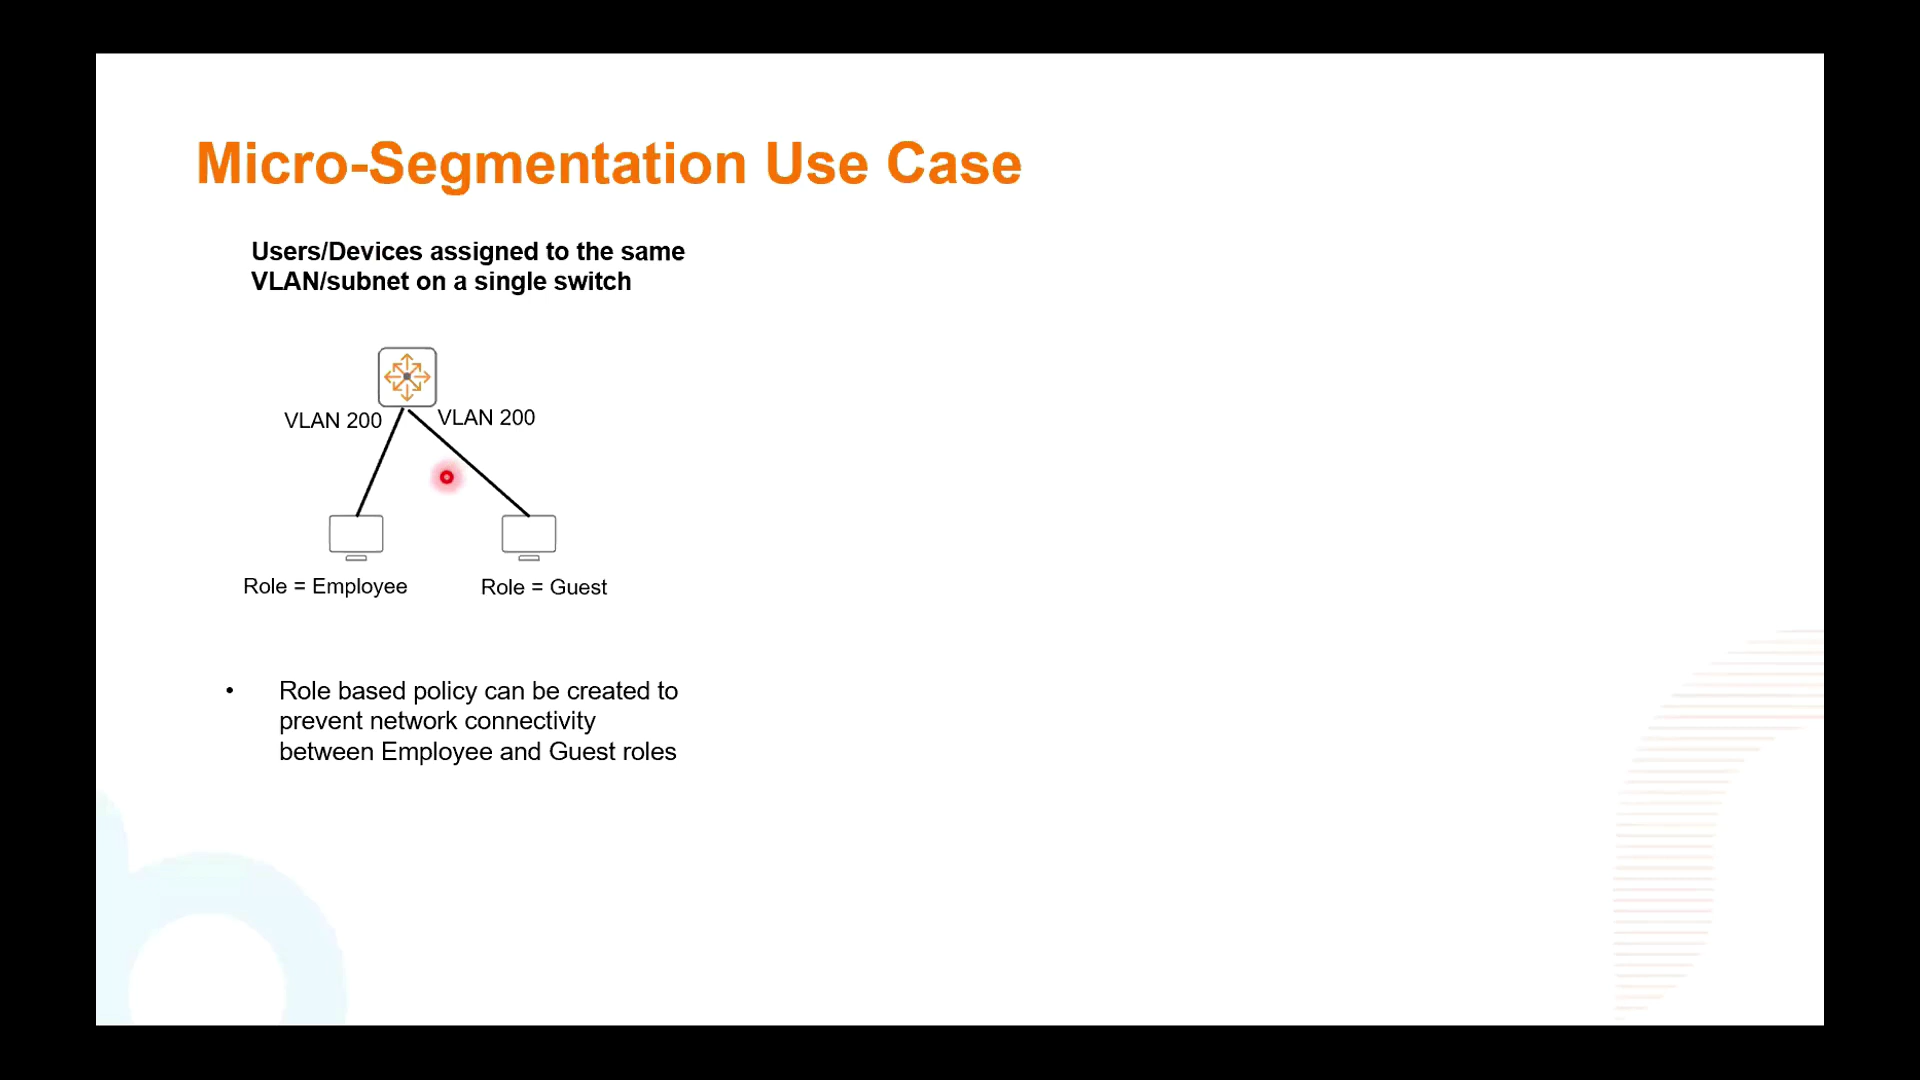 Micro-Segmentation Use Case
Users/Devices assigned to the same
VLAN/subnet on a single switch
VLAN 200
VLAN 200
Role = Employee
Role = Guest
• Role based policy can be created to
prevent network connectivity
between Employee and Guest roles